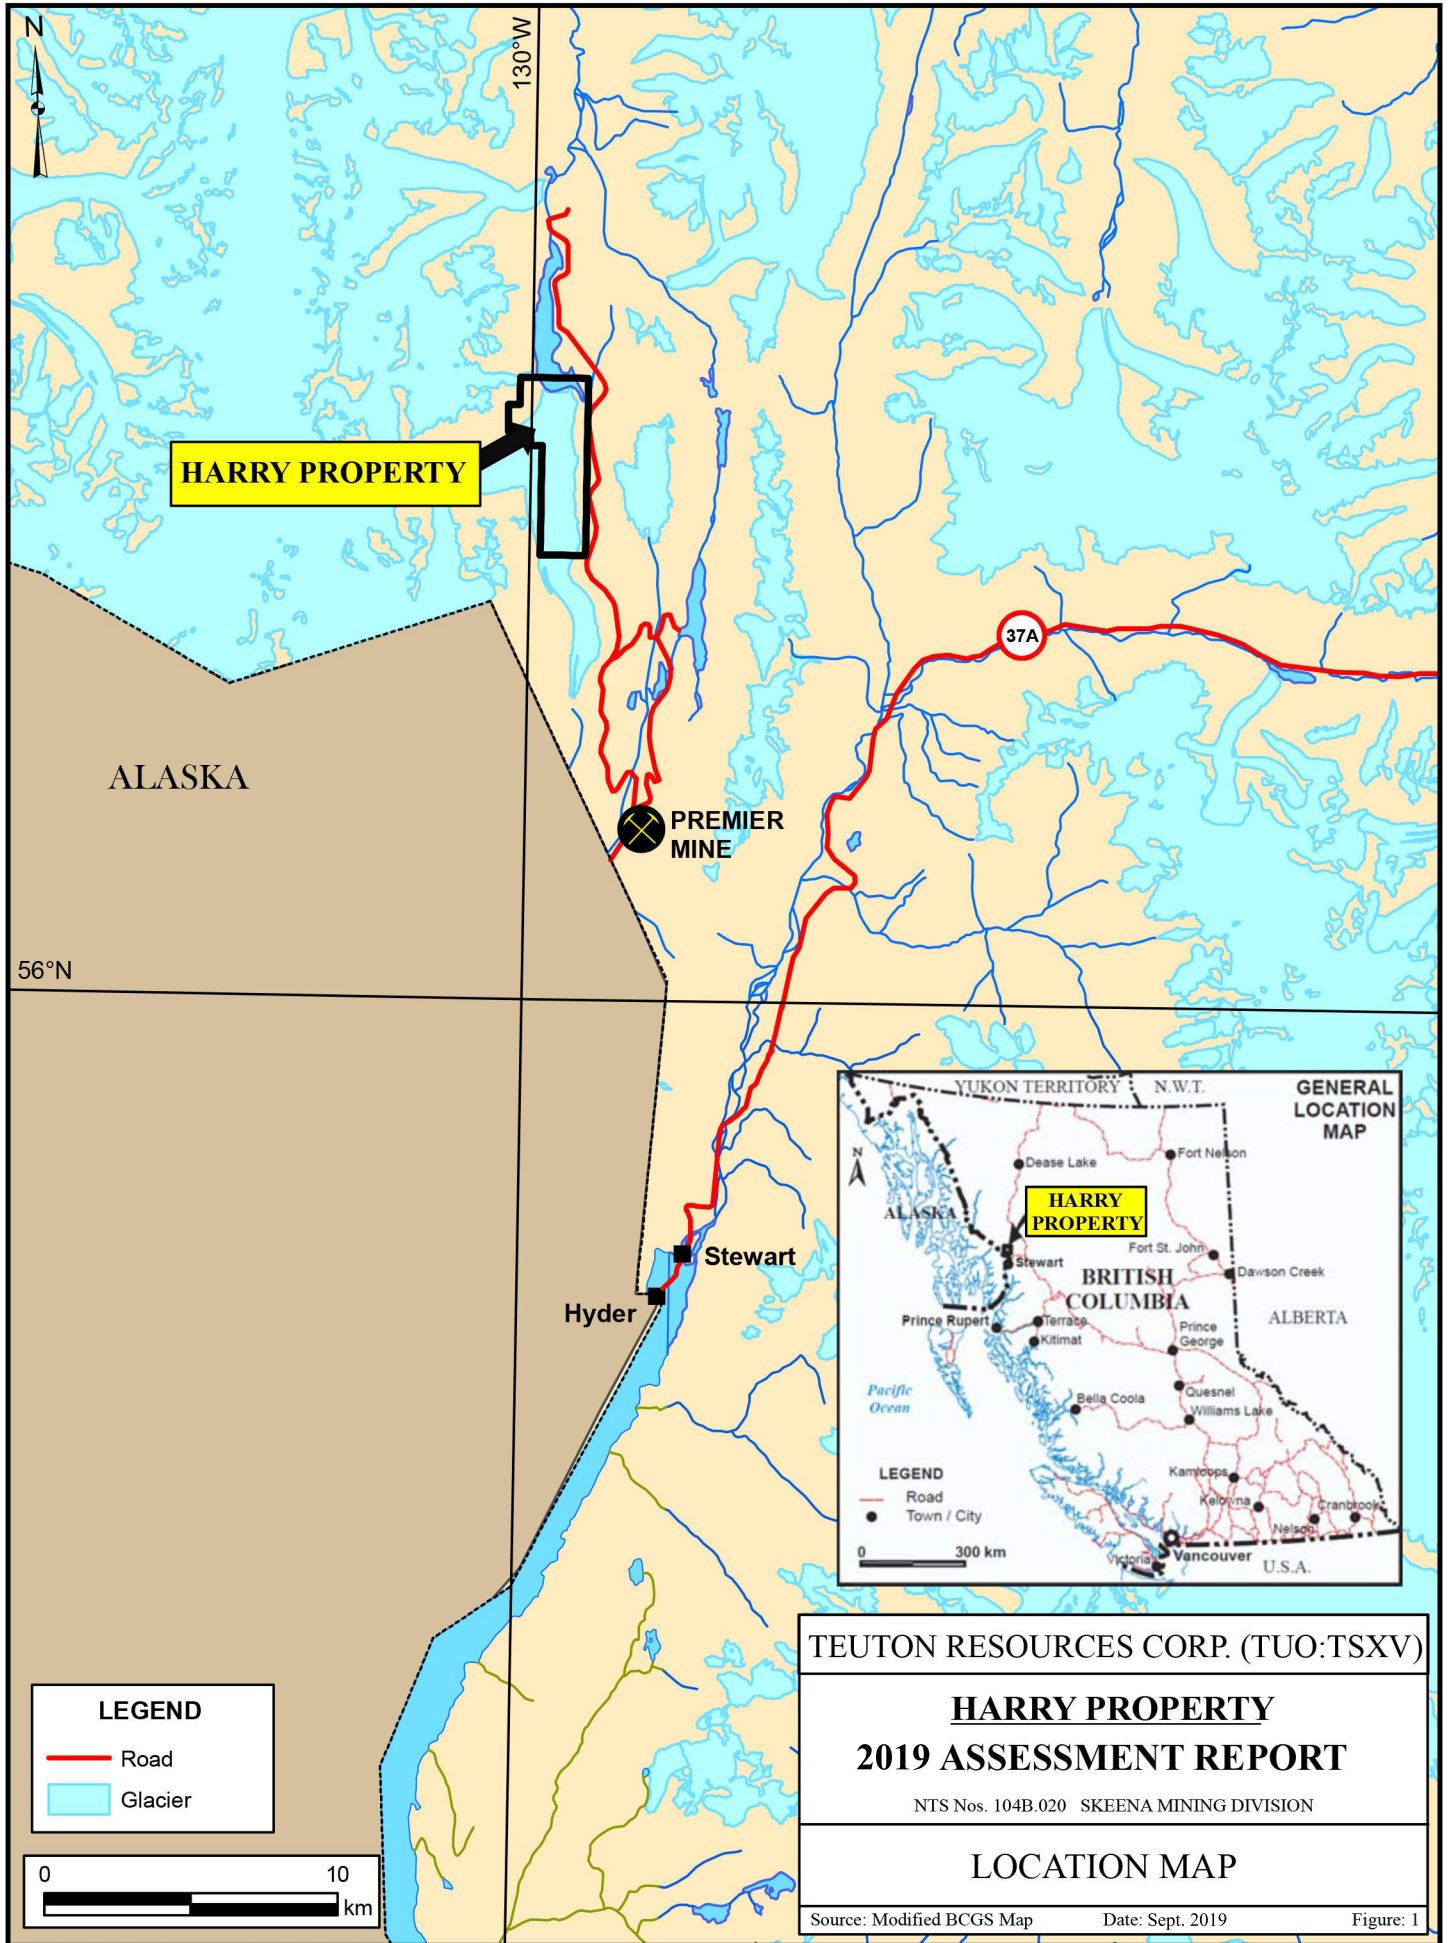 N
130°W
HARRY PROPERTY
37A
ALASKA
PREMIER
MINE
56°N
Stewart
Hyder
YUKON TERRITORY
N.W.T.
GENERAL
LOCATION
MAP
N
Dease Lake
Fort Nelson
HARRY
PROPERTY
ALASKA
Stewart
Fort St. John
Dawson Creek
BRITISH
COLUMBIA
ALBERTA
Prince Rupert
Terrace
Kitimat
Prince
George
Pacific
Ocean
Bella Coola
Quesnel
Williams Lake
LEGEND
Road
Town / City
Kamloops
Kelowna
Cranbrook
Nelson
0 300 km
Victoria
Vancouver
U.S.A.
TEUTON RESOURCES CORP. (TUO:TSXV)
HARRY PROPERTY
2019 ASSESSMENT REPORT
NTS Nos. 104B.020 SKEENA MINING DIVISION
LOCATION MAP
Source: Modified BCGS Map Date: Sept. 2019 Figure: 1
LEGEND
Road
Glacier
0 10
km